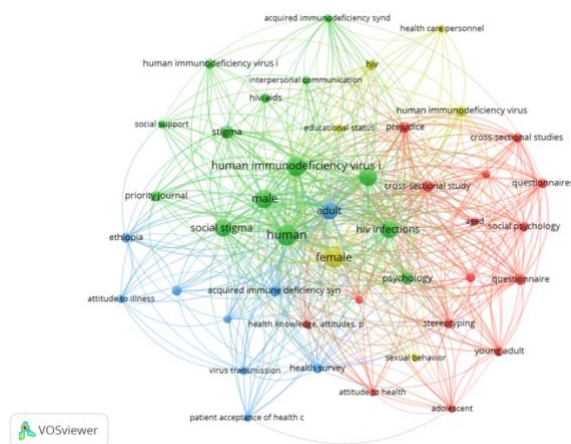 acquired immunodeficiency synd
health care personnel
human immunodeficiency virus i
hiv
interpersonal communication
hiv/aids
human immunodeficiency virus
social support
stigma
educational status
prejudice
cross-sectional studies
human immunodeficiency virus i
cross-sectional study
questionnaires
priority journal
male
adult
aged
social psychology
social stigma
human
hiv infections
ethiopia
female
psychology
questionnaire
attitude to illness
acquired immune deficiency syn
health knowledge, attitudes, p
stereotyping
young adult
sexual behavior
virus transmission
health survey
attitude to health
adolescent
patient acceptance of health c
VOSviewer